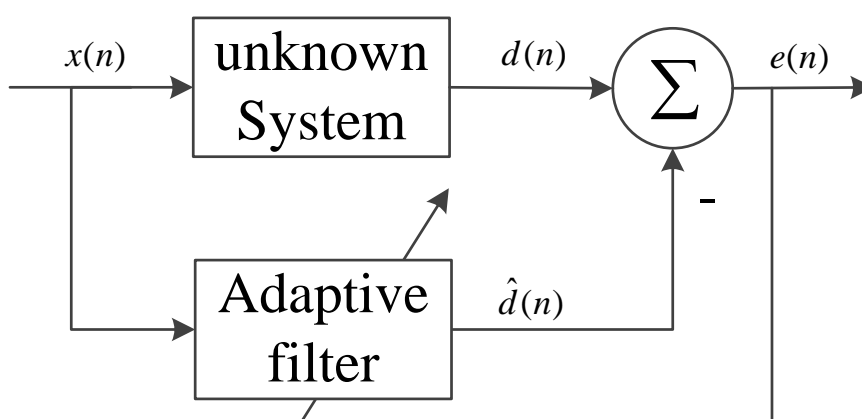 x(n)
unknown
System
d(n)
∑
e(n)
-
Adaptive
filter
d̂(n)